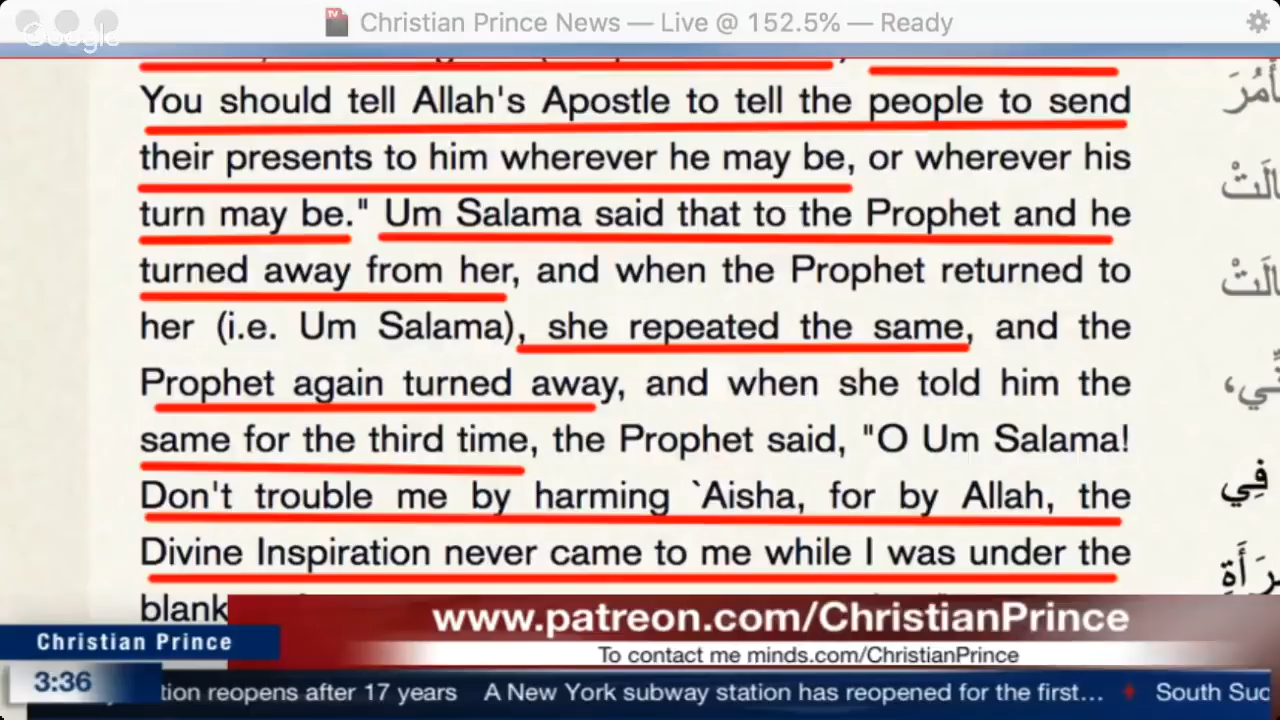 Christian Prince News — Live @ 152.5% — Ready
Google
TV
You should tell Allah's Apostle to tell the people to send
their presents to him wherever he may be, or wherever his
turn may be." Um Salama said that to the Prophet and he
turned away from her, and when the Prophet returned to
her (i.e. Um Salama), she repeated the same, and the
Prophet again turned away, and when she told him the
same for the third time, the Prophet said, "O Um Salama!
Don't trouble me by harming `Aisha, for by Allah, the
Divine Inspiration never came to me while I was under the
blank
في
www.patreon.com/ChristianPrince
To contact me minds.com/ChristianPrince
Christian Prince
3:36
tion reopens after 17 years A New York subway station has reopened for the first... South Suc